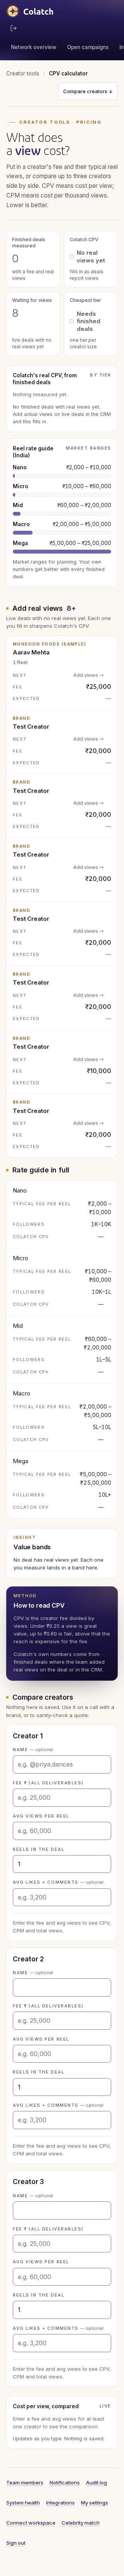 Colatch
Network overview Open campaigns In
Creator tools CPV calculator
Compare creators ↓
CREATOR TOOLS · PRICING
What does
a view cost?
Put in a creator's fee and their typical reel
views, or compare up to three creators
side by side. CPV means cost per view;
CPM means cost per thousand views.
Lower is better.
Finished deals
measured
0
with a fee and real
views
Colatch CPV
No real
views yet
fills in as deals
report views
Waiting for views
8
live deals with no
real views yet
Cheapest tier
Needs
finished
deals
one tier per
creator size
Colatch's real CPV, from
finished deals
BY TIER
Nothing measured yet.
No finished deals with real views yet.
Add actual views on live deals in the CRM
and this fills in.
Reel rate guide
(India)
MARKET RANGES
Nano ₹2,000 – ₹10,000
Micro ₹10,000 – ₹60,000
Mid ₹60,000 – ₹2,00,000
Macro ₹2,00,000 – ₹5,00,000
Mega ₹5,00,000 – ₹25,00,000
Market ranges for planning. Your own
numbers get better with every finished
deal.
Add real views 8+
Live deals with no real views yet. Each one
you fill in sharpens Colatch's CPV.
MONSOON FOODS (SAMPLE)
Aarav Mehta
1 Reel
NEXT Add views →
FEE ₹25,000
EXPECTED —
BRAND
Test Creator
NEXT Add views →
FEE ₹20,000
EXPECTED —
BRAND
Test Creator
NEXT Add views →
FEE ₹20,000
EXPECTED —
BRAND
Test Creator
NEXT Add views →
FEE ₹20,000
EXPECTED —
BRAND
Test Creator
NEXT Add views →
FEE ₹20,000
EXPECTED —
BRAND
Test Creator
NEXT Add views →
FEE ₹20,000
EXPECTED —
BRAND
Test Creator
NEXT Add views →
FEE ₹10,000
EXPECTED —
BRAND
Test Creator
NEXT Add views →
FEE ₹20,000
EXPECTED —
Rate guide in full
Nano
TYPICAL FEE PER REEL ₹2,000 –
₹10,000
FOLLOWERS 1K–10K
COLATCH CPV —
Micro
TYPICAL FEE PER REEL ₹10,000 –
₹60,000
FOLLOWERS 10K–1L
COLATCH CPV —
Mid
TYPICAL FEE PER REEL ₹60,000 –
₹2,00,000
FOLLOWERS 1L–5L
COLATCH CPV —
Macro
TYPICAL FEE PER REEL ₹2,00,000 –
₹5,00,000
FOLLOWERS 5L–10L
COLATCH CPV —
Mega
TYPICAL FEE PER REEL ₹5,00,000 –
₹25,00,000
FOLLOWERS 10L+
COLATCH CPV —
INSIGHT
Value bands
No deal has real views yet. Each one
you measure lands in a band here.
METHOD
How to read CPV
CPV is the creator fee divided by
views. Under ₹0.25 a view is great
value, up to ₹0.60 is fair, above that the
reach is expensive for the fee.
Colatch's own numbers come from
finished deals where the team added
real views on the deal or in the CRM.
Compare creators
Nothing here is saved. Use it on a call with a
brand, or to sanity-check a quote.
Creator 1
NAME — optional
e.g. @priya.dances
FEE ₹ (ALL DELIVERABLES)
e.g. 25,000
AVG VIEWS PER REEL
e.g. 60,000
REELS IN THE DEAL
1
AVG LIKES + COMMENTS — optional
e.g. 3,200
Enter the fee and avg views to see CPV,
CPM and total views.
Creator 2
NAME — optional
FEE ₹ (ALL DELIVERABLES)
e.g. 25,000
AVG VIEWS PER REEL
e.g. 60,000
REELS IN THE DEAL
1
AVG LIKES + COMMENTS — optional
e.g. 3,200
Enter the fee and avg views to see CPV,
CPM and total views.
Creator 3
NAME — optional
FEE ₹ (ALL DELIVERABLES)
e.g. 25,000
AVG VIEWS PER REEL
e.g. 60,000
REELS IN THE DEAL
1
AVG LIKES + COMMENTS — optional
e.g. 3,200
Enter the fee and avg views to see CPV,
CPM and total views.
Cost per view, compared LIVE
Enter a fee and avg views for at least
one creator to see the comparison.
Updates as you type. Nothing is saved.
Team members Notifications Audit log
System health Integrations My settings
Connect workspace Celebrity match
Sign out